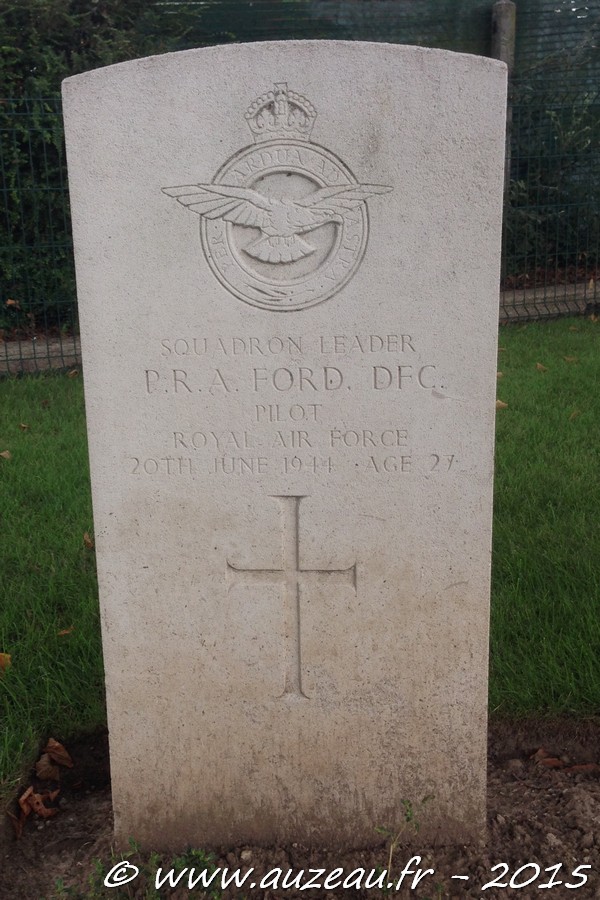 PER ARDUA AD ASTRA
SQUADRON LEADER
P.R.A. FORD. DFC.
PILOT
ROYAL AIR FORCE
20TH JUNE 1944 · AGE 27
© www.auzeau.fr - 2015